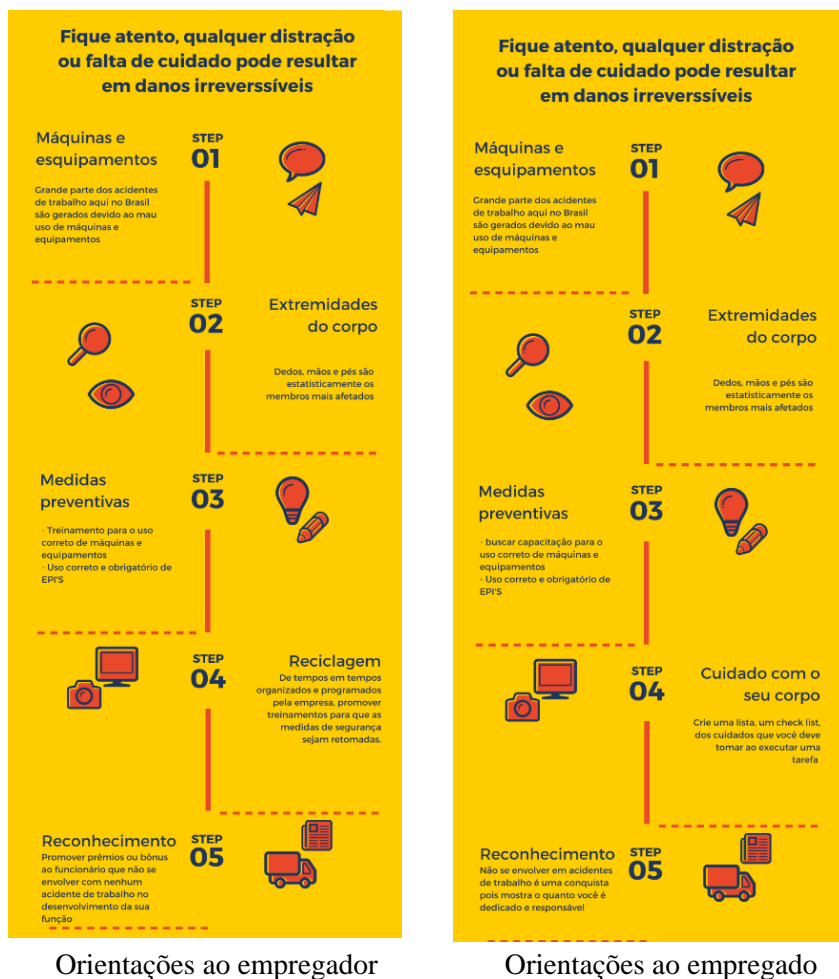 Fique atento, qualquer distração
ou falta de cuidado pode resultar
em danos irreverssíveis
Máquinas e
esquipamentos
STEP
01
Grande parte dos acidentes
de trabalho aqui no Brasil
são gerados devido ao mau
uso de máquinas e
equipamentos
STEP
02
Extremidades
do corpo
Dedos, mãos e pés são
estatisticamente os
membros mais afetados
Medidas
preventivas
STEP
03
- Treinamento para o uso
correto de máquinas e
equipamentos
- Uso correto e obrigatório de
EPI'S
STEP
04
Reciclagem
De tempos em tempos
organizados e programados
pela empresa, promover
treinamentos para que as
medidas de segurança
sejam retomadas.
Reconhecimento
STEP
05
Promover prêmios ou bônus
ao funcionário que não se
envolver com nenhum
acidente de trabalho no
desenvolvimento da sua
função
Orientações ao empregador
Fique atento, qualquer distração
ou falta de cuidado pode resultar
em danos irreverssíveis
Máquinas e
esquipamentos
STEP
01
Grande parte dos acidentes
de trabalho aqui no Brasil
são gerados devido ao mau
uso de máquinas e
equipamentos
STEP
02
Extremidades
do corpo
Dedos, mãos e pés são
estatisticamente os
membros mais afetados
Medidas
preventivas
STEP
03
- buscar capacitação para o
uso correto de máquinas e
equipamentos
- Uso correto e obrigatório de
EPI'S
STEP
04
Cuidado com o
seu corpo
Crie uma lista, um check list,
dos cuidados que você deve
tomar ao executar uma
tarefa
Reconhecimento
STEP
05
Não se envolver em acidentes
de trabalho é uma conquista
pois mostra o quanto você é
dedicado e responsável
Orientações ao empregado